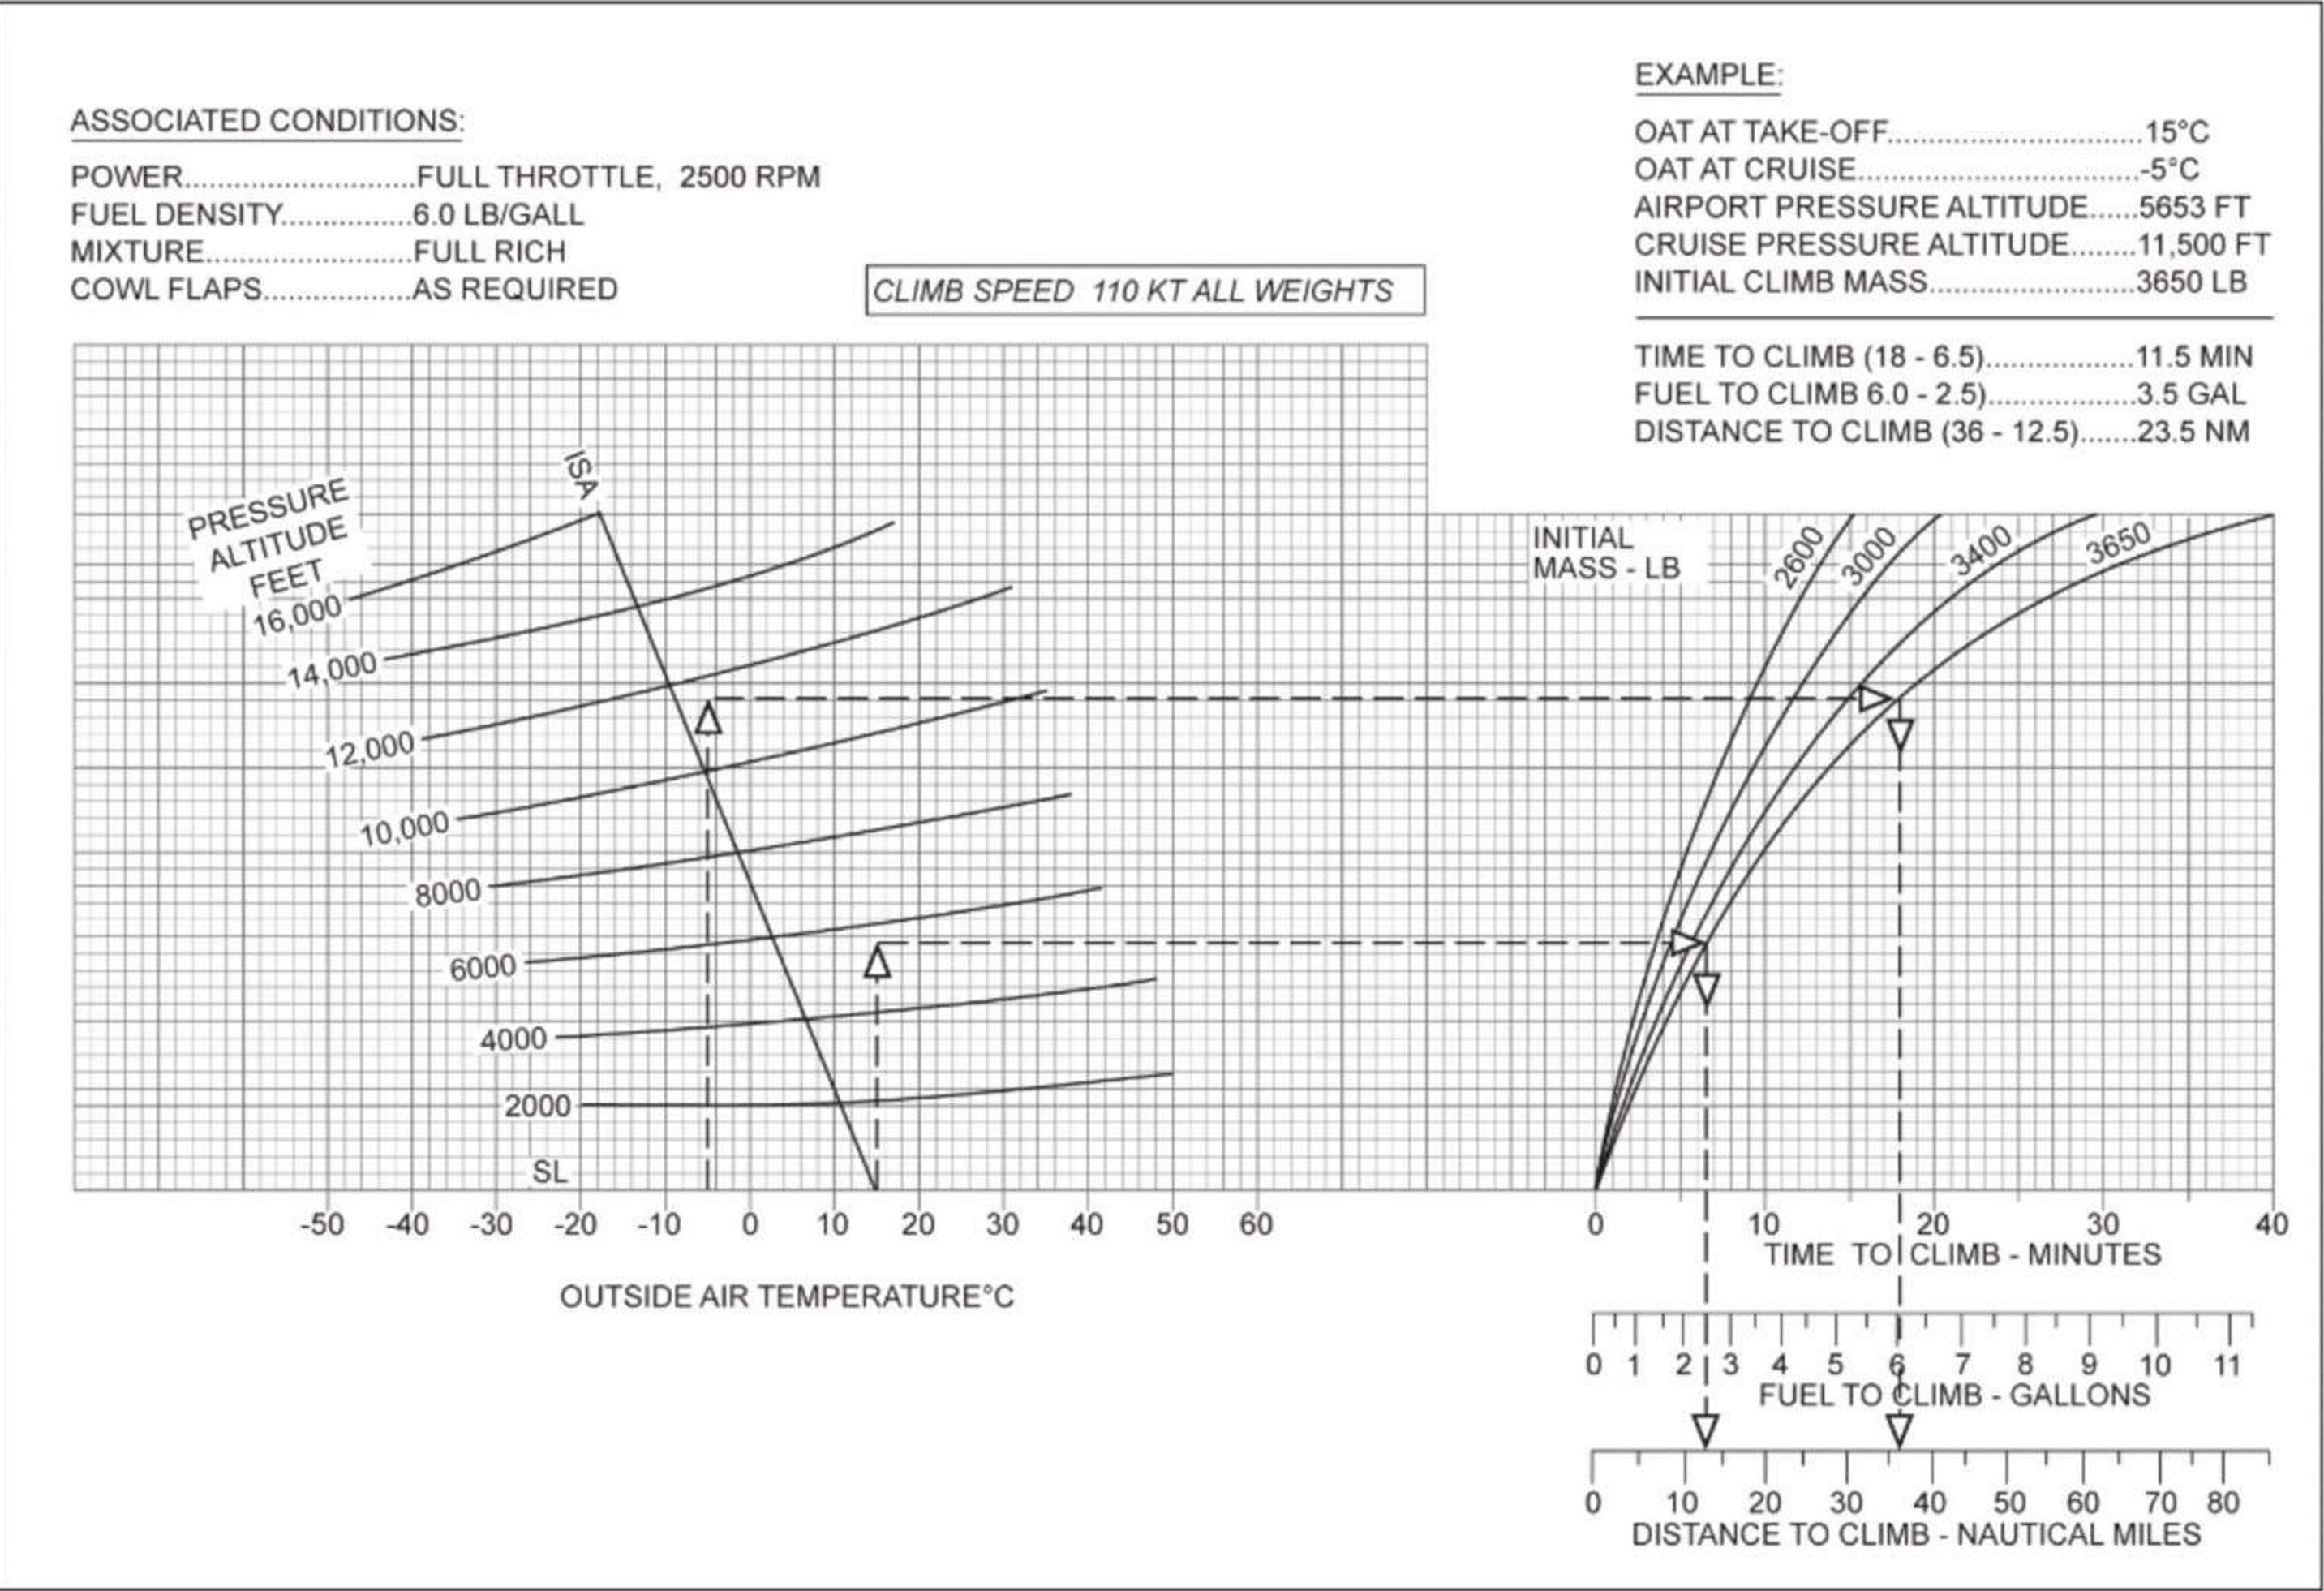 ASSOCIATED CONDITIONS:
POWER...........................FULL THROTTLE, 2500 RPM
FUEL DENSITY...............6.0 LB/GALL
MIXTURE........................FULL RICH
COWL FLAPS.................AS REQUIRED
CLIMB SPEED 110 KT ALL WEIGHTS
EXAMPLE:
OAT AT TAKE-OFF..............................15°C
OAT AT CRUISE.................................-5°C
AIRPORT PRESSURE ALTITUDE......5653 FT
CRUISE PRESSURE ALTITUDE........11,500 FT
INITIAL CLIMB MASS.........................3650 LB
TIME TO CLIMB (18 - 6.5)..................11.5 MIN
FUEL TO CLIMB 6.0 - 2.5)..................3.5 GAL
DISTANCE TO CLIMB (36 - 12.5).......23.5 NM
PRESSURE
ALTITUDE
FEET
ISA
16,000
14,000
12,000
10,000
8000
6000
4000
2000
SL
-50 -40 -30 -20 -10 0 10 20 30 40 50 60
OUTSIDE AIR TEMPERATURE°C
INITIAL
MASS - LB
2600
3000
3400
3650
0 10 20 30 40
TIME TO CLIMB - MINUTES
0 1 2 3 4 5 6 7 8 9 10 11
FUEL TO CLIMB - GALLONS
0 10 20 30 40 50 60 70 80
DISTANCE TO CLIMB - NAUTICAL MILES